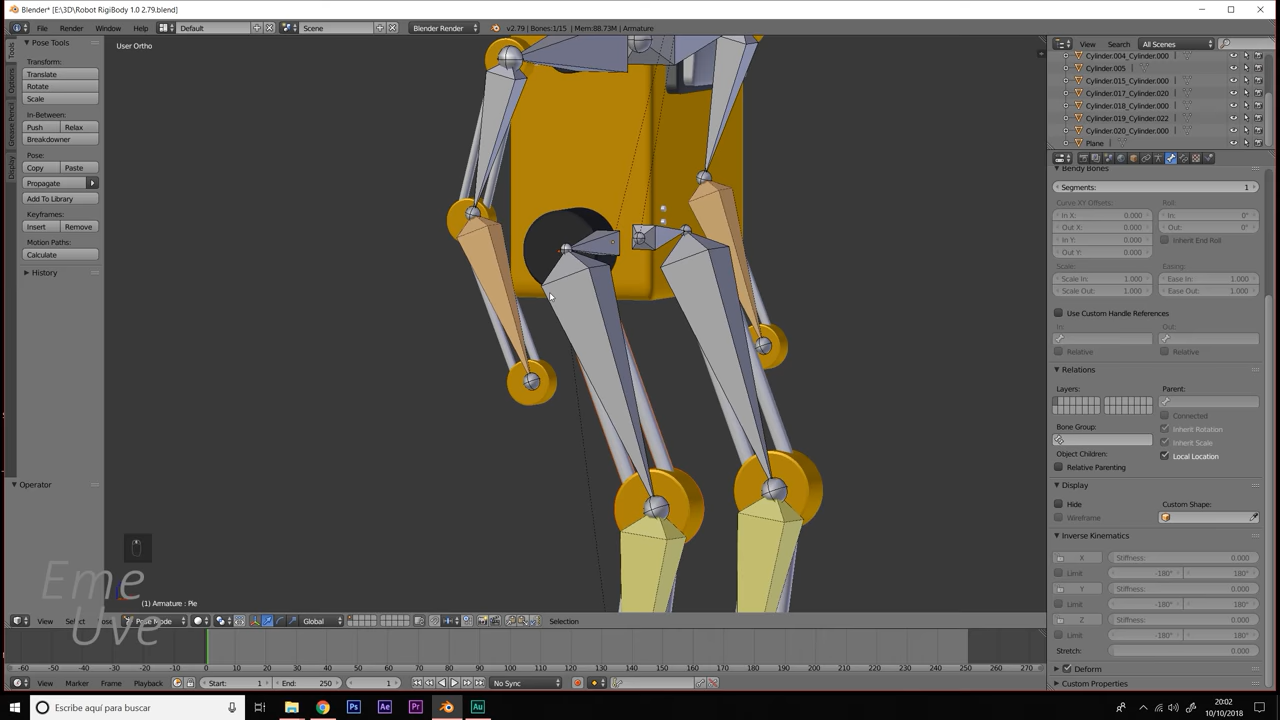 Blender* [E:\3D\Robot RigiBody 1.0 2.79.blend]
File Render Window Help Default Scene Blender Render v2.79 | Bones:1/15 | Mem:88.73M | Armature
Pose Tools
Transform:
Translate
Rotate
Scale
In-Between:
Push Relax
Breakdowner
Pose:
Copy Paste
Propagate
Add To Library
Keyframes:
Insert Remove
Motion Paths:
Calculate
History
Operator
Tools
Options
Grease Pencil
Display
User Ortho
Eme
Uve
(1) Armature : Pie
View Select Pose Pose Mode Global Selection
View Search All Scenes
Cylinder.004_Cylinder.000
Cylinder.005
Cylinder.015_Cylinder.000
Cylinder.017_Cylinder.020
Cylinder.018_Cylinder.000
Cylinder.019_Cylinder.022
Cylinder.020_Cylinder.000
Plane
Bendy Bones
Segments: 1
Curve XY Offsets: Roll:
In X: 0.000 In: 0°
In Y: 0.000 Out: 0°
Out X: 0.000 Inherit End Roll
Out Y: 0.000
Scale: Easing:
Scale In: 1.000 Ease In: 1.000
Scale Out: 1.000 Ease Out: 1.000
Use Custom Handle References
In: Out:
Relative Relative
Relations
Layers: Parent:
Connected
Bone Group: Inherit Rotation
Inherit Scale
Object Children: Local Location
Relative Parenting
Display
Hide Custom Shape:
Wireframe
Inverse Kinematics
X Stiffness: 0.000
Limit -180° 180°
Y Stiffness: 0.000
Limit -180° 180°
Z Stiffness: 0.000
Limit -180° 180°
Stretch: 0.000
Deform
Custom Properties
-60 -50 -40 -30 -20 -10 0 10 20 30 40 50 60 70 80 90 100 110 120 130 140 150 160 170 180 190 200 210 220 230 240 250 260 270
View Marker Frame Playback Start: 1 End: 250 1 No Sync
Escribe aquí para buscar
Ps Ae Pr Au
20:02
10/10/2018